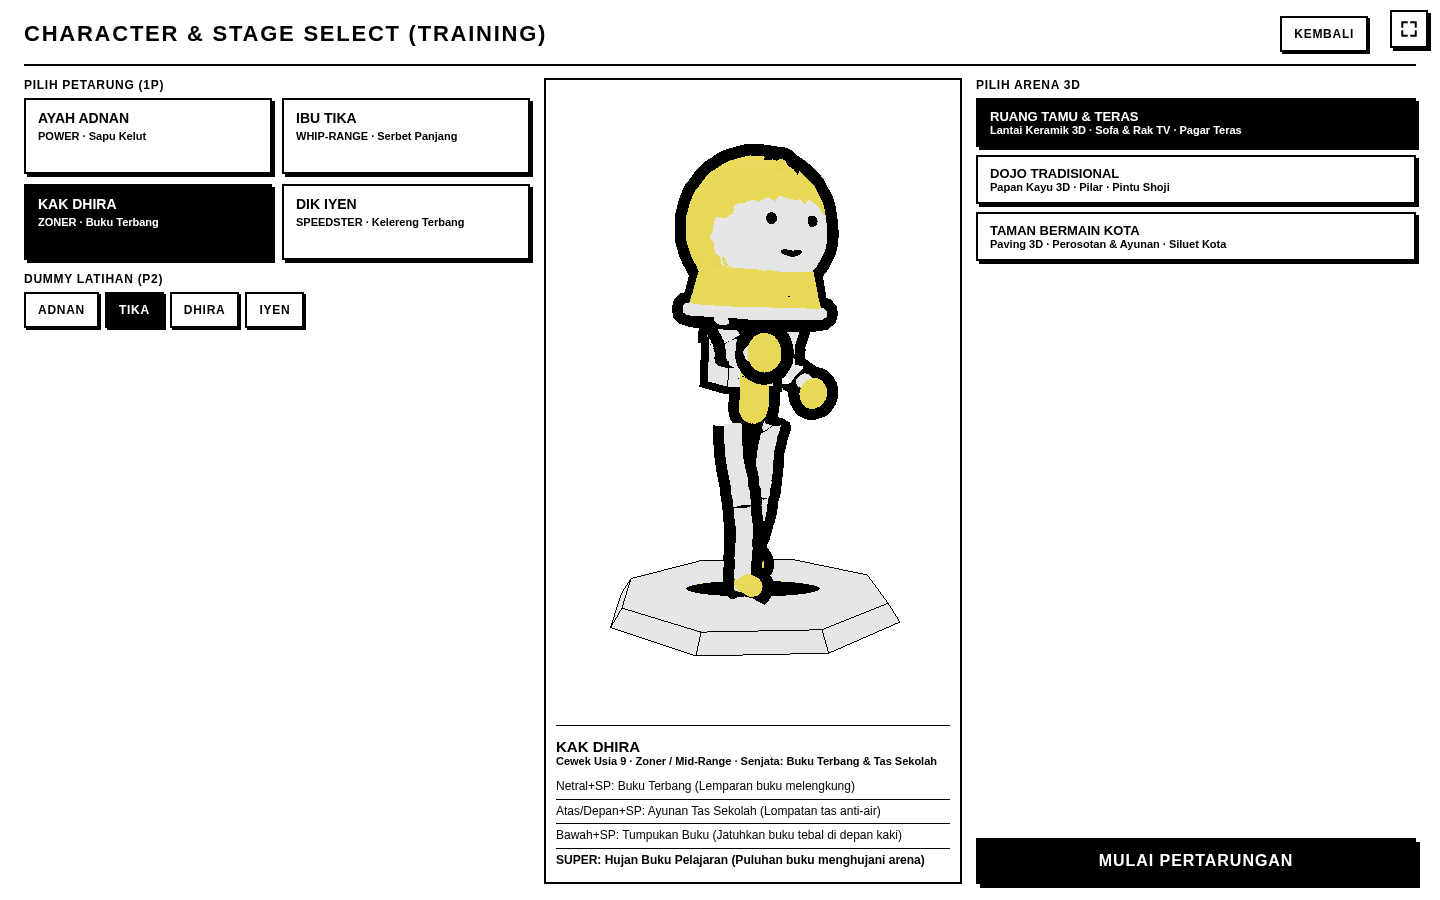 CHARACTER & STAGE SELECT (TRAINING)
KEMBALI
PILIH PETARUNG (1P)
AYAH ADNAN
POWER · Sapu Kelut
IBU TIKA
WHIP-RANGE · Serbet Panjang
KAK DHIRA
ZONER · Buku Terbang
DIK IYEN
SPEEDSTER · Kelereng Terbang
DUMMY LATIHAN (P2)
ADNAN
TIKA
DHIRA
IYEN
KAK DHIRA
Cewek Usia 9 · Zoner / Mid-Range · Senjata: Buku Terbang & Tas Sekolah
Netral+SP: Buku Terbang (Lemparan buku melengkung)
Atas/Depan+SP: Ayunan Tas Sekolah (Lompatan tas anti-air)
Bawah+SP: Tumpukan Buku (Jatuhkan buku tebal di depan kaki)
SUPER: Hujan Buku Pelajaran (Puluhan buku menghujani arena)
PILIH ARENA 3D
RUANG TAMU & TERAS
Lantai Keramik 3D · Sofa & Rak TV · Pagar Teras
DOJO TRADISIONAL
Papan Kayu 3D · Pilar · Pintu Shoji
TAMAN BERMAIN KOTA
Paving 3D · Perosotan & Ayunan · Siluet Kota
MULAI PERTARUNGAN